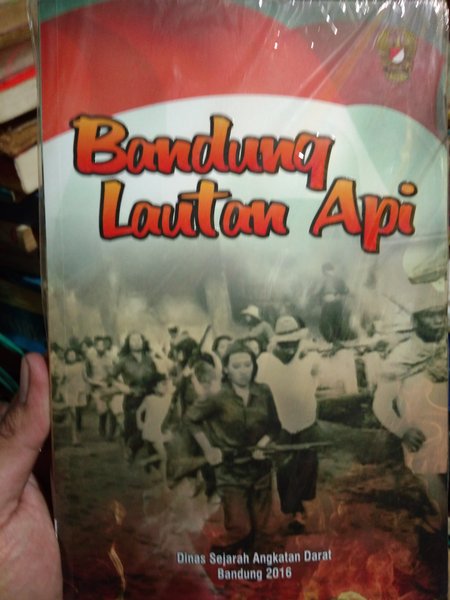 Bandung
Lautan Api
Dinas Sejarah Angkatan Darat
Bandung 2016